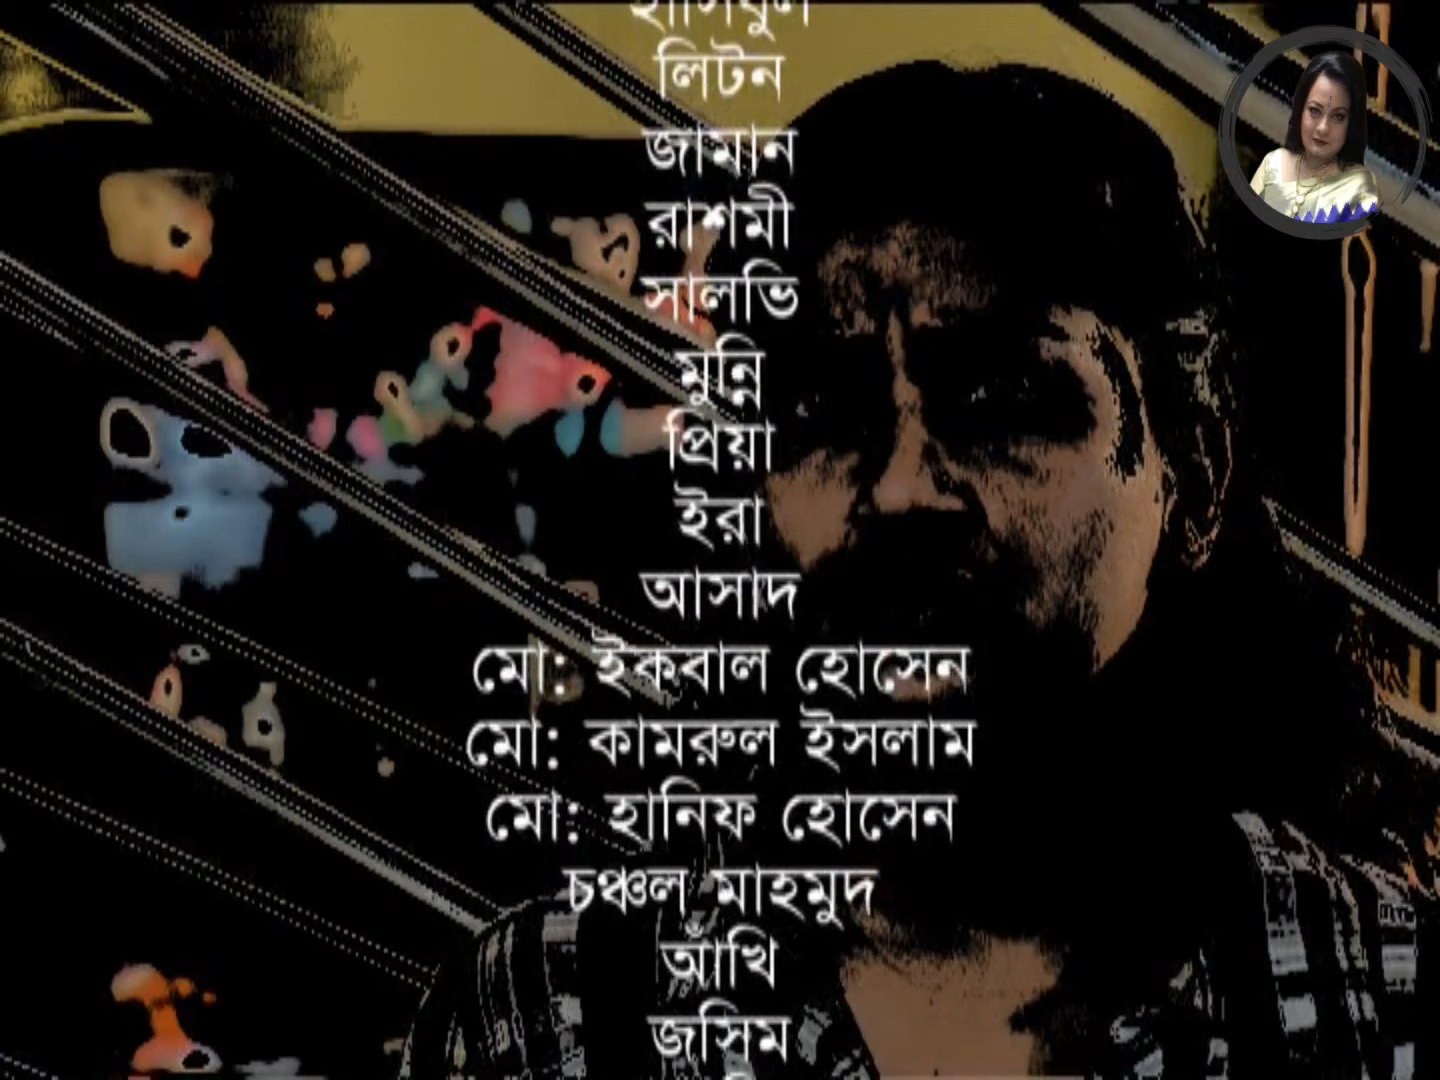 হাসিবুল
লিটন
জামান
রাশমী
সালভি
মুন্নি
প্রিয়া
ইরা
আসাদ
মো: ইকবাল হোসেন
মো: কামরুল ইসলাম
মো: হানিফ হোসেন
চঞ্চল মাহমুদ
আঁখি
জসিম